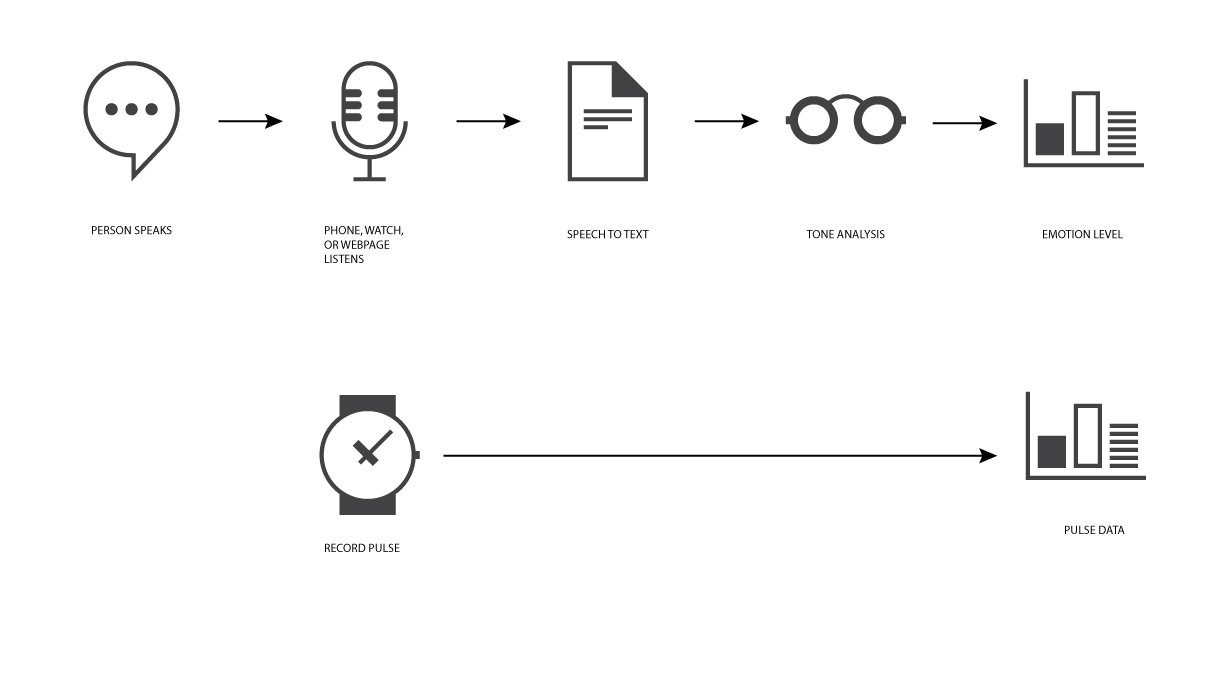 PERSON SPEAKS
PHONE, WATCH,
OR WEBPAGE
LISTENS
SPEECH TO TEXT
TONE ANALYSIS
EMOTION LEVEL
RECORD PULSE
PULSE DATA